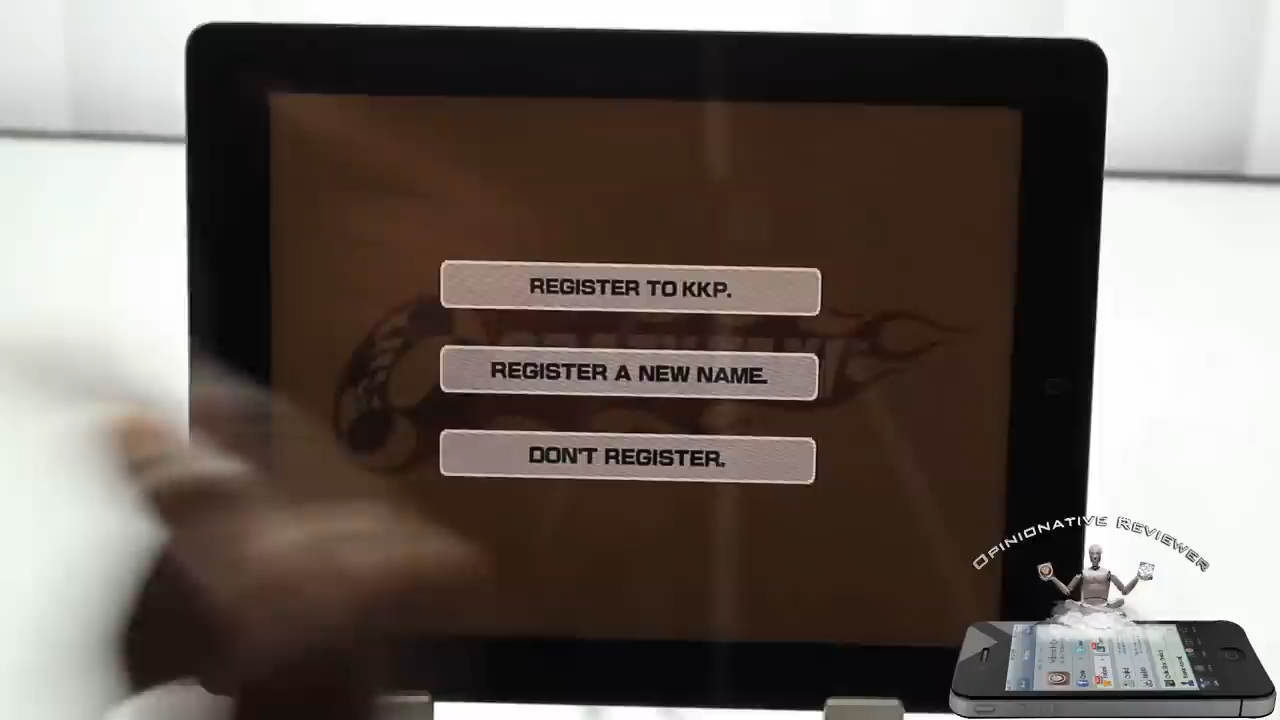 REGISTER TO KKP.
REGISTER A NEW NAME.
DON'T REGISTER.
OPINIONATIVE REVIEWER